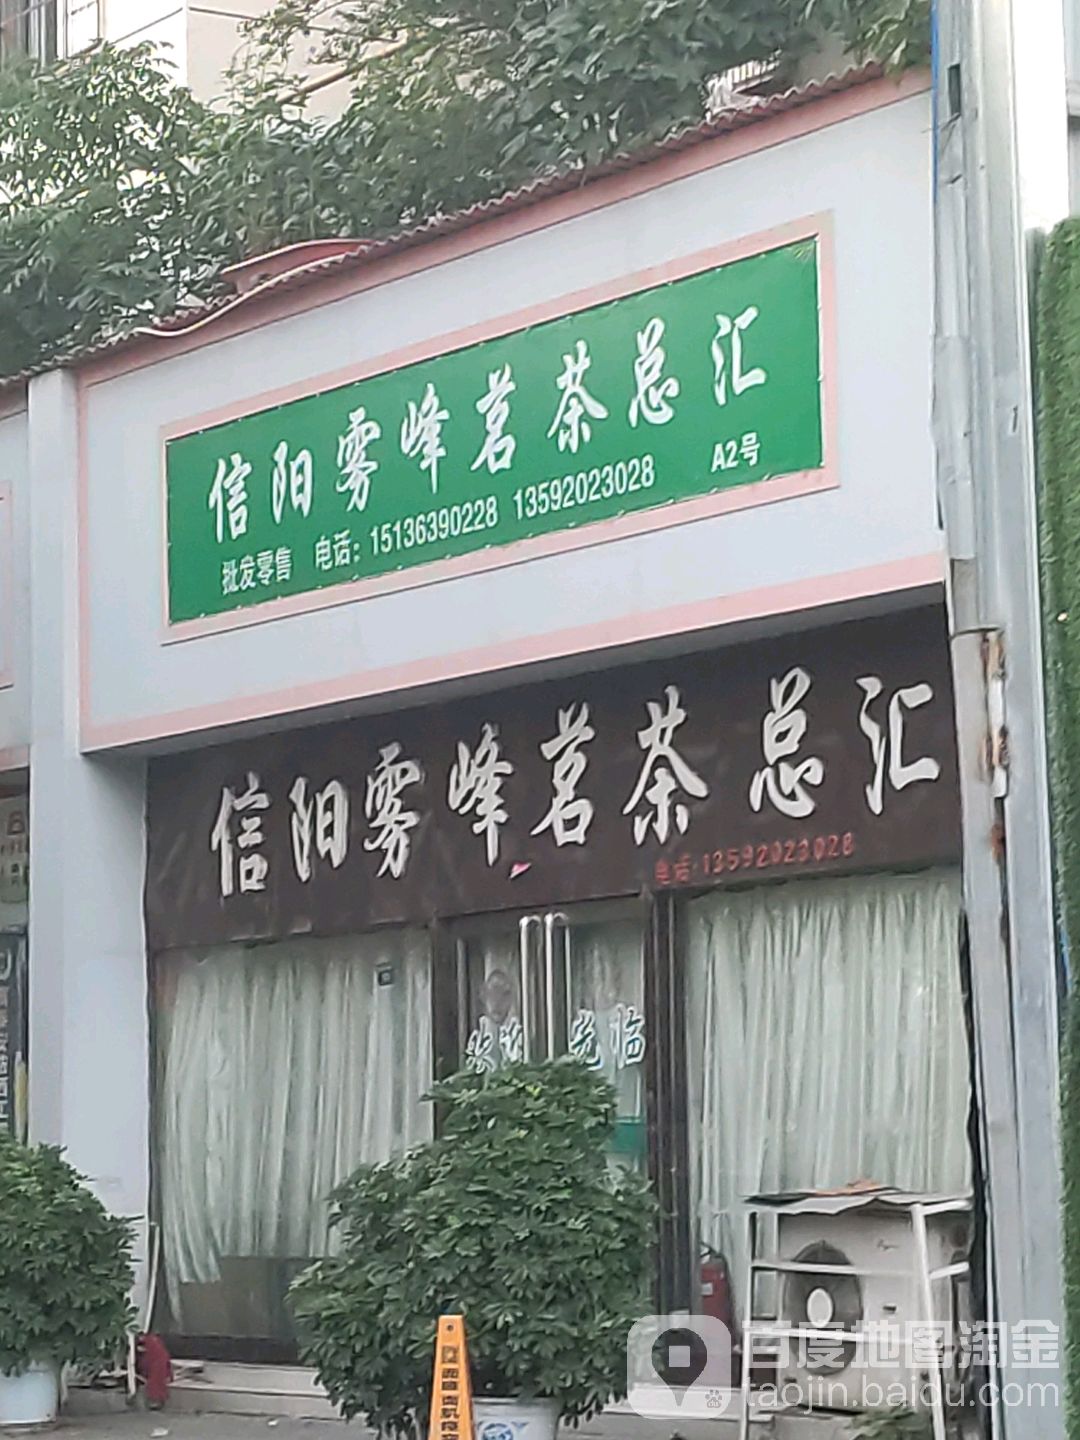 信阳雾峰茗茶总汇
批发零售 电话：15136390228 13592023028 A2号
信阳雾峰茗茶总汇
电话·13592023028
欢迎光临
百度地图淘金
taojin.baidu.com